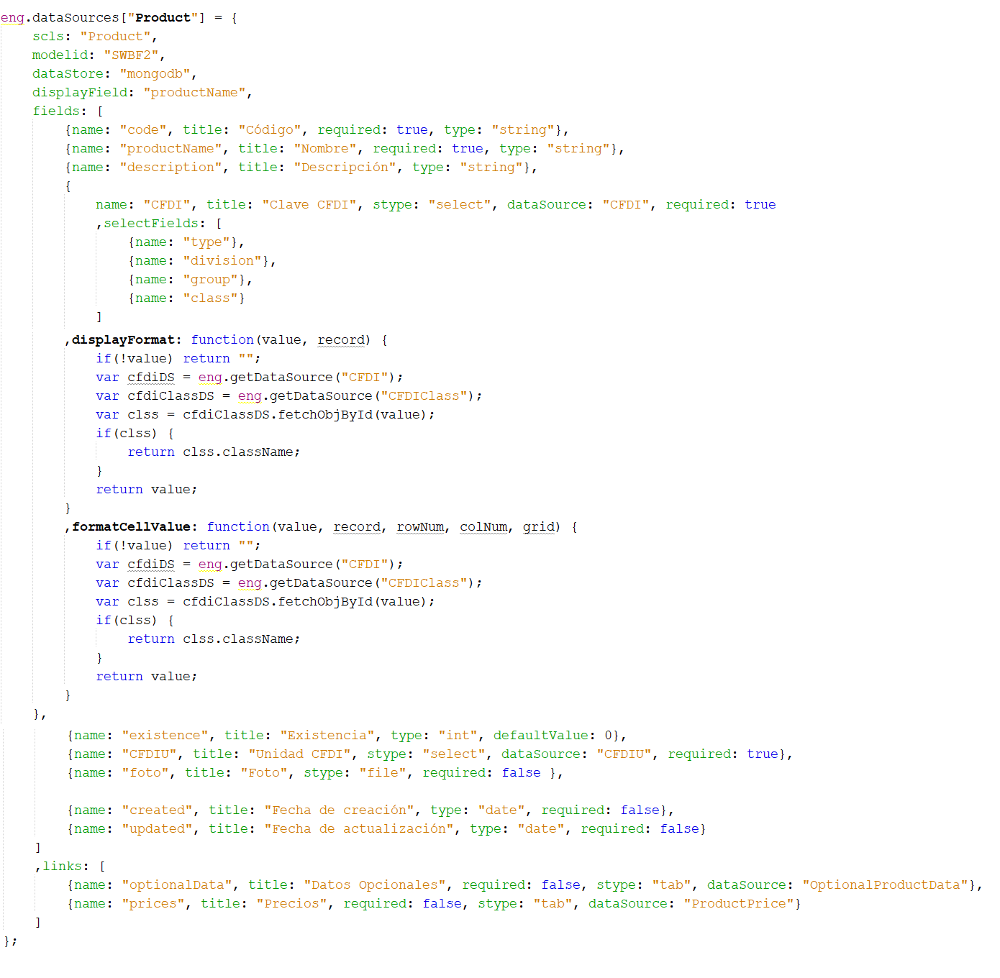 eng.dataSources["Product"] = {
    scls: "Product",
    modelid: "SWBF2",
    dataStore: "mongodb",
    displayField: "productName",
    fields: [
        {name: "code", title: "Código", required: true, type: "string"},
        {name: "productName", title: "Nombre", required: true, type: "string"},
        {name: "description", title: "Descripción", type: "string"},
        {
            name: "CFDI", title: "Clave CFDI", stype: "select", dataSource: "CFDI", required: true
            ,selectFields: [
                {name: "type"},
                {name: "division"},
                {name: "group"},
                {name: "class"}
            ]
        ,displayFormat: function(value, record) {
            if(!value) return "";
            var cfdiDS = eng.getDataSource("CFDI");
            var cfdiClassDS = eng.getDataSource("CFDIClass");
            var clss = cfdiClassDS.fetchObjById(value);
            if(clss) {
                return clss.className;
            }
            return value;
        }
        ,formatCellValue: function(value, record, rowNum, colNum, grid) {
            if(!value) return "";
            var cfdiDS = eng.getDataSource("CFDI");
            var cfdiClassDS = eng.getDataSource("CFDIClass");
            var clss = cfdiClassDS.fetchObjById(value);
            if(clss) {
                return clss.className;
            }
            return value;
        }
    },
        {name: "existence", title: "Existencia", type: "int", defaultValue: 0},
        {name: "CFDIU", title: "Unidad CFDI", stype: "select", dataSource: "CFDIU", required: true},
        {name: "foto", title: "Foto", stype: "file", required: false },
        {name: "created", title: "Fecha de creación", type: "date", required: false},
        {name: "updated", title: "Fecha de actualización", type: "date", required: false}
    ]
    ,links: [
        {name: "optionalData", title: "Datos Opcionales", required: false, stype: "tab", dataSource: "OptionalProductData"},
        {name: "prices", title: "Precios", required: false, stype: "tab", dataSource: "ProductPrice"}
    ]
};